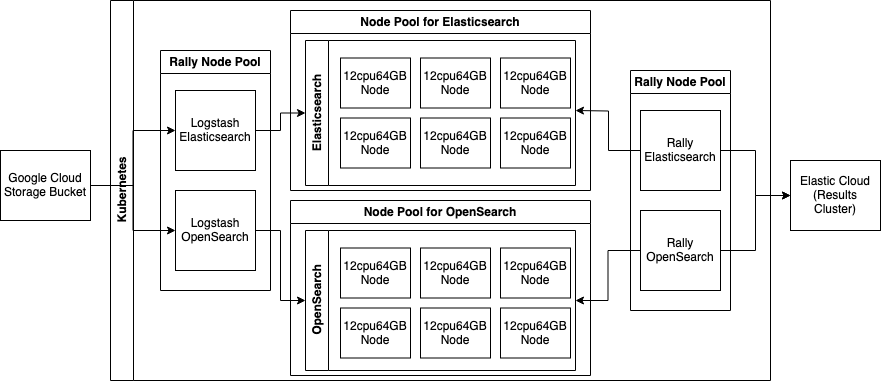 Google Cloud
Storage Bucket
Kubernetes
Rally Node Pool
Logstash
Elasticsearch
Logstash
OpenSearch
Node Pool for Elasticsearch
Elasticsearch
12cpu64GB
Node
12cpu64GB
Node
12cpu64GB
Node
12cpu64GB
Node
12cpu64GB
Node
12cpu64GB
Node
Node Pool for OpenSearch
OpenSearch
12cpu64GB
Node
12cpu64GB
Node
12cpu64GB
Node
12cpu64GB
Node
12cpu64GB
Node
12cpu64GB
Node
Rally Node Pool
Rally
Elasticsearch
Rally
OpenSearch
Elastic Cloud
(Results
Cluster)